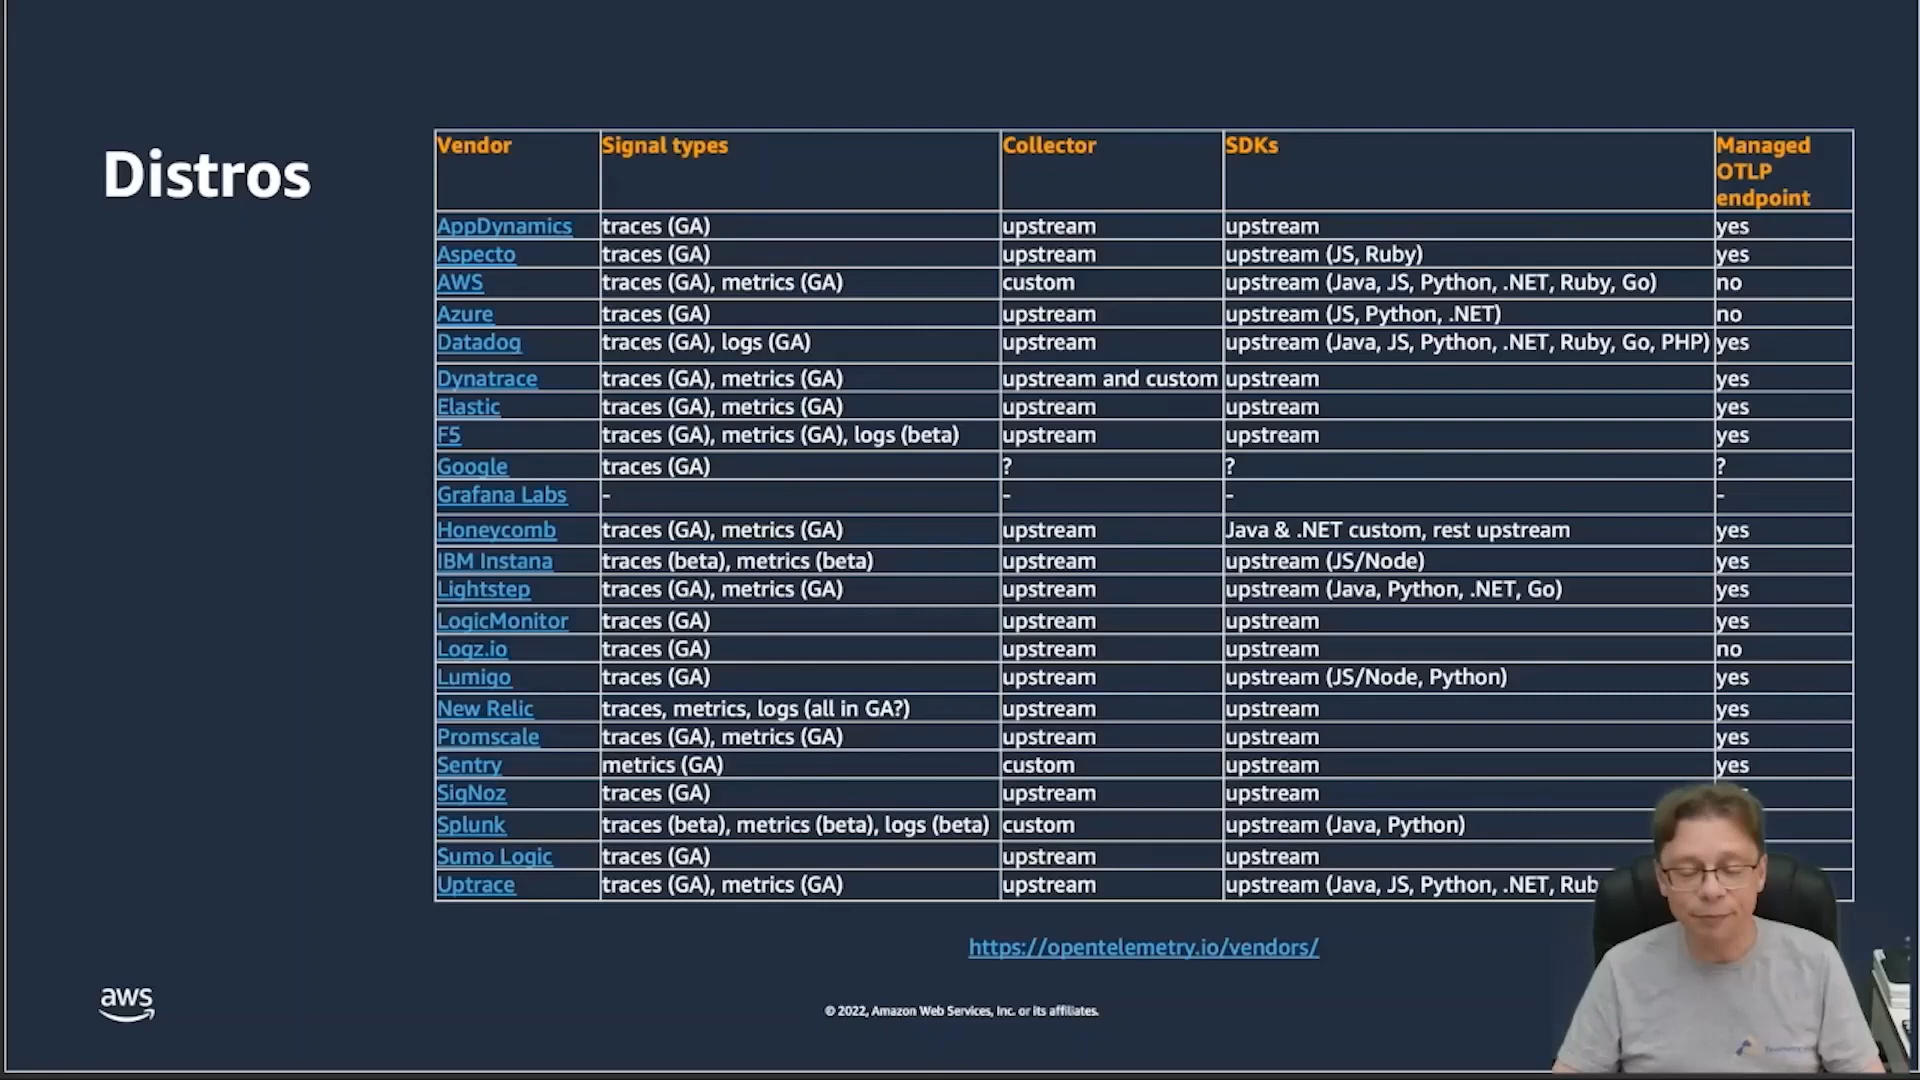 Distros
Vendor Signal types Collector SDKs Managed OTLP endpoint
AppDynamics traces (GA) upstream upstream yes
Aspecto traces (GA) upstream upstream (JS, Ruby) yes
AWS traces (GA), metrics (GA) custom upstream (Java, JS, Python, .NET, Ruby, Go) no
Azure traces (GA) upstream upstream (JS, Python, .NET) no
Datadog traces (GA), logs (GA) upstream upstream (Java, JS, Python, .NET, Ruby, Go, PHP) yes
Dynatrace traces (GA), metrics (GA) upstream and custom upstream yes
Elastic traces (GA), metrics (GA) upstream upstream yes
F5 traces (GA), metrics (GA), logs (beta) upstream upstream yes
Google traces (GA) ? ? ?
Grafana Labs - - - -
Honeycomb traces (GA), metrics (GA) upstream Java & .NET custom, rest upstream yes
IBM Instana traces (beta), metrics (beta) upstream upstream (JS/Node) yes
Lightstep traces (GA), metrics (GA) upstream upstream (Java, Python, .NET, Go) yes
LogicMonitor traces (GA) upstream upstream yes
Logz.io traces (GA) upstream upstream no
Lumigo traces (GA) upstream upstream (JS/Node, Python) yes
New Relic traces, metrics, logs (all in GA?) upstream upstream yes
Promscale traces (GA), metrics (GA) upstream upstream yes
Sentry metrics (GA) custom upstream yes
SigNoz traces (GA) upstream upstream
Splunk traces (beta), metrics (beta), logs (beta) custom upstream (Java, Python)
Sumo Logic traces (GA) upstream upstream
Uptrace traces (GA), metrics (GA) upstream upstream (Java, JS, Python, .NET, Rub
https://opentelemetry.io/vendors/
aws
© 2022, Amazon Web Services, Inc. or its affiliates.